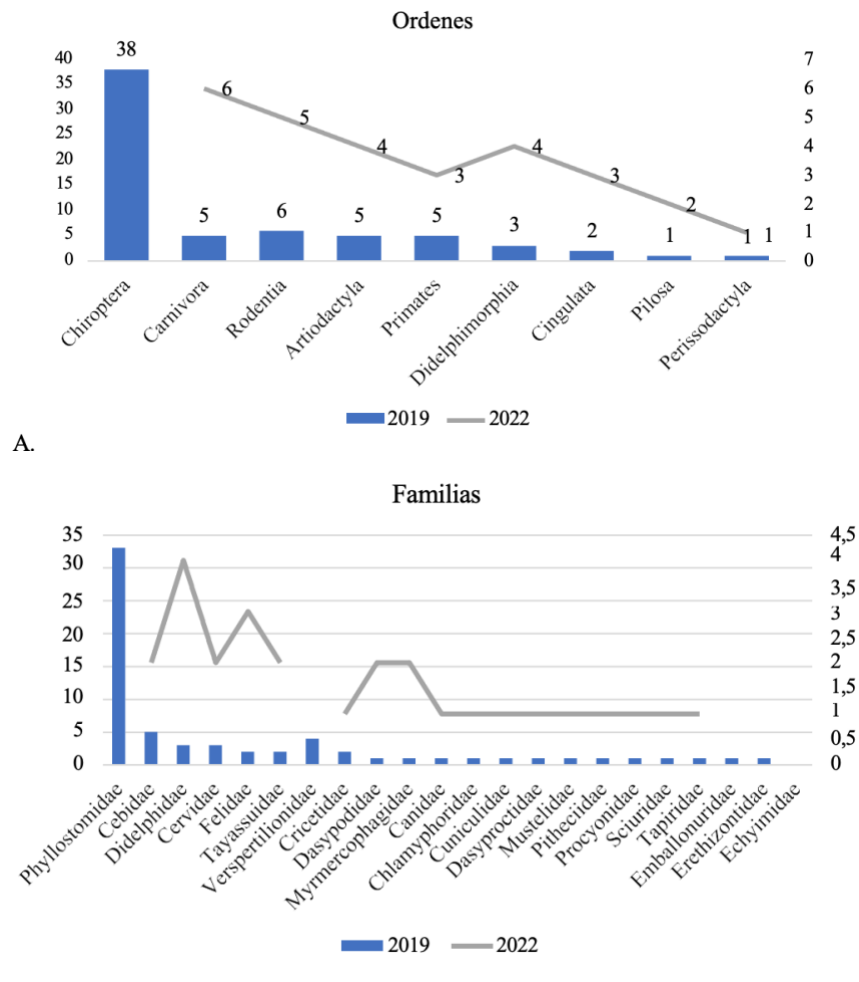 Ordenes
40 38 7
35 6 6
30 5 5
25 4 4 4
20 3 3 3
15 2 2
10 5 6 5 5 3 2 1 1 1 1
5
0 0
Chiroptera Carnivora Rodentia Artiodactyla Primates Didelphimorphia Cingulata Pilosa Perissodactyla
2019 2022
A.
Familias
35 4,5
30 4
25 3,5
20 3
15 2,5
10 2
5 1,5
0 1
0,5
0
Phyllostomidae Cebidae Didelphidae Cervidae Felidae Tayassuidae Verspertilionidae Cricetidae Dasypodidae Myrmercophagidae Canidae Chlamyphoridae Cuniculidae Dasyproctidae Mustelidae Pitheciidae Procyonidae Sciuridae Tapiridae Emballonuridae Erethizontidae Echyimidae
2019 2022